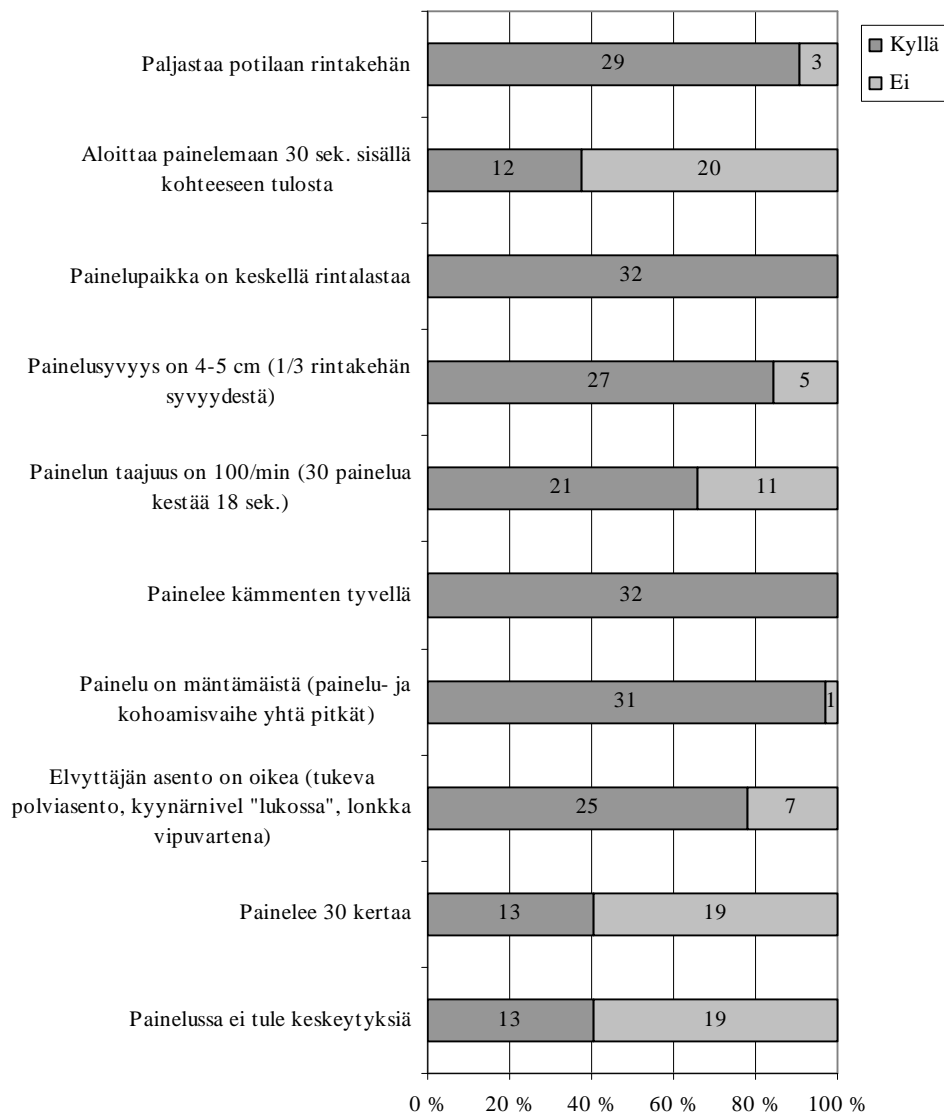 Kyllä
Ei
Paljastaa potilaan rintakehän
29 3
Aloittaa painelemaan 30 sek. sisällä
kohteeseen tulosta
12 20
Painelupaikka on keskellä rintalastaa
32
Painelusyvyys on 4-5 cm (1/3 rintakehän
syvyydestä)
27 5
Painelun taajuus on 100/min (30 painelua
kestää 18 sek.)
21 11
Painelee kämmenten tyvellä
32
Painelu on mäntämäistä (painelu- ja
kohoamisvaihe yhtä pitkät)
31 1
Elvyttäjän asento on oikea (tukeva
polviasento, kyynärnivel "lukossa", lonkka
vipuvartena)
25 7
Painelee 30 kertaa
13 19
Painelussa ei tule keskeytyksiä
13 19
0 % 20 % 40 % 60 % 80 % 100 %